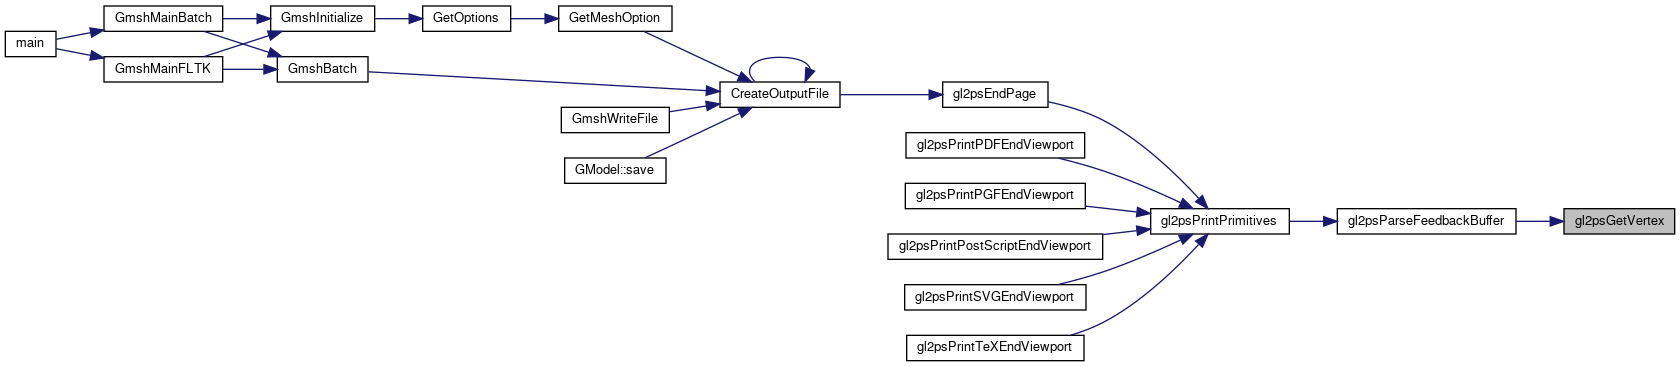 main
GmshMainBatch
GmshMainFLTK
GmshInitialize
GmshBatch
GetOptions
GetMeshOption
GmshWriteFile
GModel::save
CreateOutputFile
gl2psEndPage
gl2psPrintPDFEndViewport
gl2psPrintPGFEndViewport
gl2psPrintPostScriptEndViewport
gl2psPrintSVGEndViewport
gl2psPrintTeXEndViewport
gl2psPrintPrimitives
gl2psParseFeedbackBuffer
gl2psGetVertex